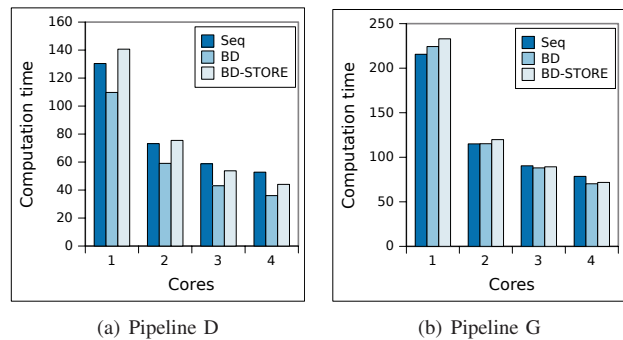 160
140
120
100
80
60
40
20
0
Computation time
Seq
BD
BD-STORE
1 2 3 4
Cores
(a) Pipeline D
250
200
150
100
50
0
Computation time
Seq
BD
BD-STORE
1 2 3 4
Cores
(b) Pipeline G